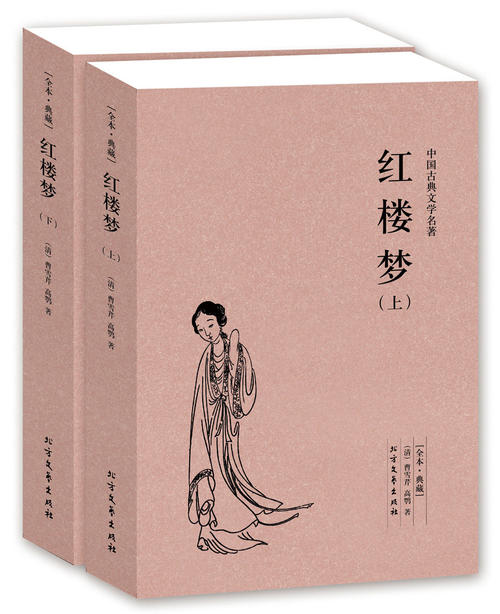 [全本·典藏]
红楼梦
(下)
(清) 曹雪芹 高鹗 著
北方文艺出版社
[全本·典藏]
红楼梦
(上)
(清) 曹雪芹 高鹗 著
北方文艺出版社
中国古典文学名著
红楼梦
(上)
[全本·典藏]
(清) 曹雪芹 高鹗 著
北方文艺出版社